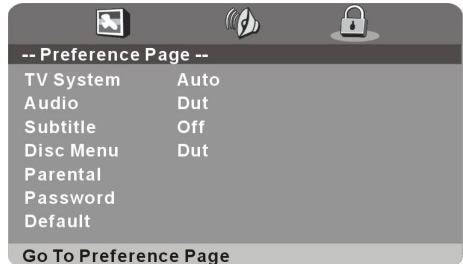 -- Preference Page --
TV System Auto
Audio Dut
Subtitle Off
Disc Menu Dut
Parental
Password
Default
Go To Preference Page